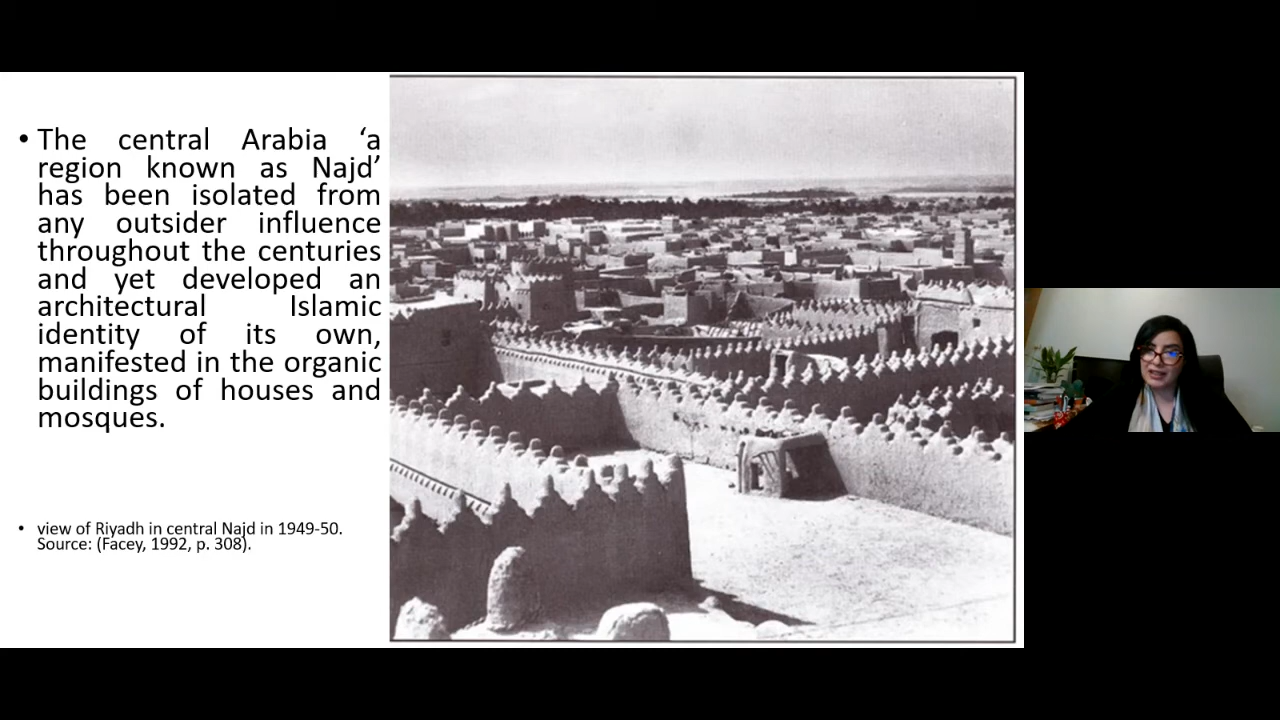 • The central Arabia ‘a
region known as Najd’
has been isolated from
any outsider influence
throughout the centuries
and yet developed an
architectural Islamic
identity of its own,
manifested in the organic
buildings of houses and
mosques.
• view of Riyadh in central Najd in 1949-50.
Source: (Facey, 1992, p. 308).